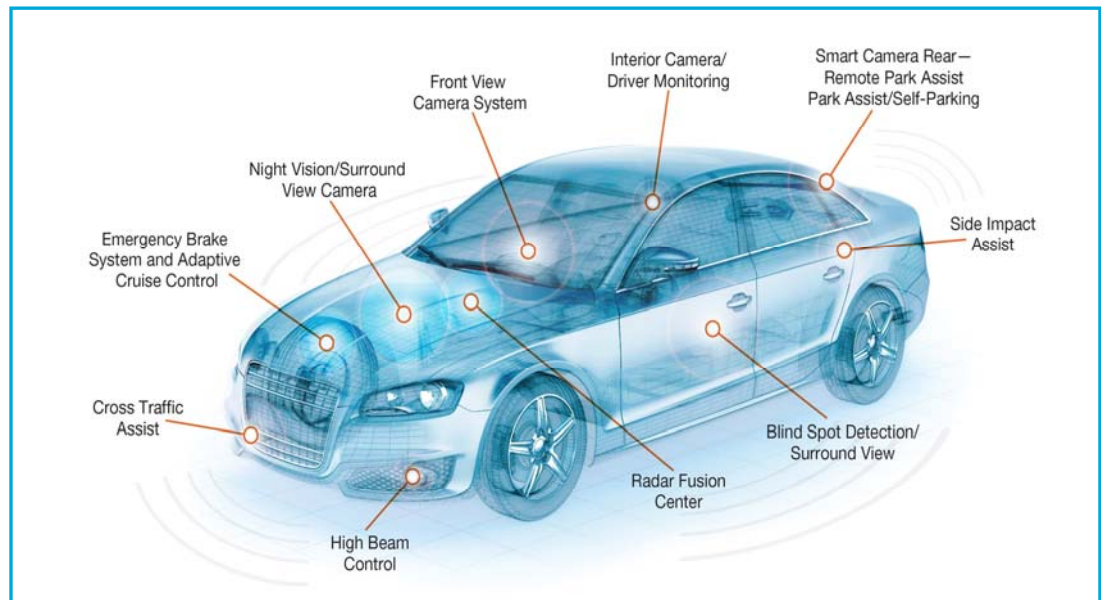 Interior Camera/
Driver Monitoring
Smart Camera Rear—
Remote Park Assist
Park Assist/Self-Parking
Front View
Camera System
Night Vision/Surround
View Camera
Emergency Brake
System and Adaptive
Cruise Control
Side Impact
Assist
Cross Traffic
Assist
Blind Spot Detection/
Surround View
Radar Fusion
Center
High Beam
Control